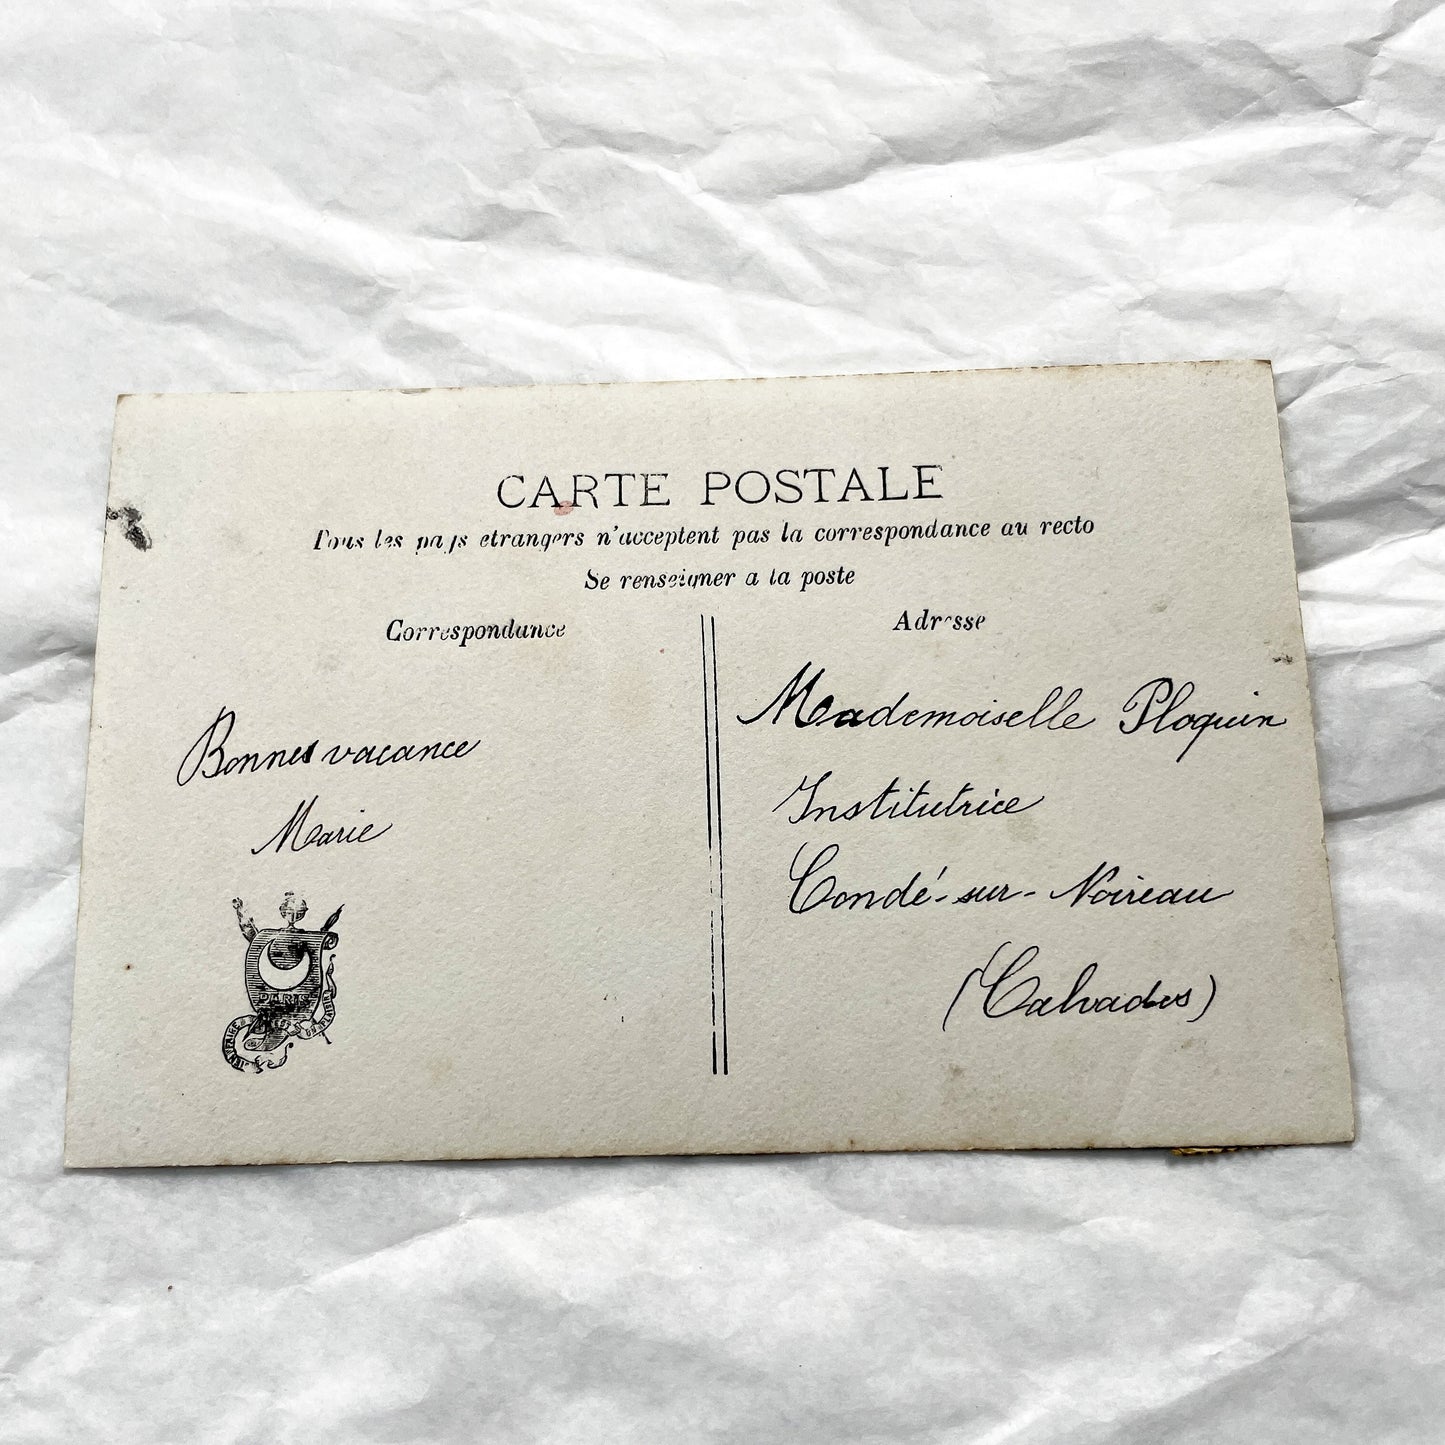 CARTE POSTALE
Tous les pays etrangers n'acceptent pas la correspondance au recto
Se renseigner a la poste
Correspondance
Adresse
Bonnes vacance
Marie
PARIS
Mademoiselle Ploquin
Institutrice
Condé-sur-Noireau
(Calvados)